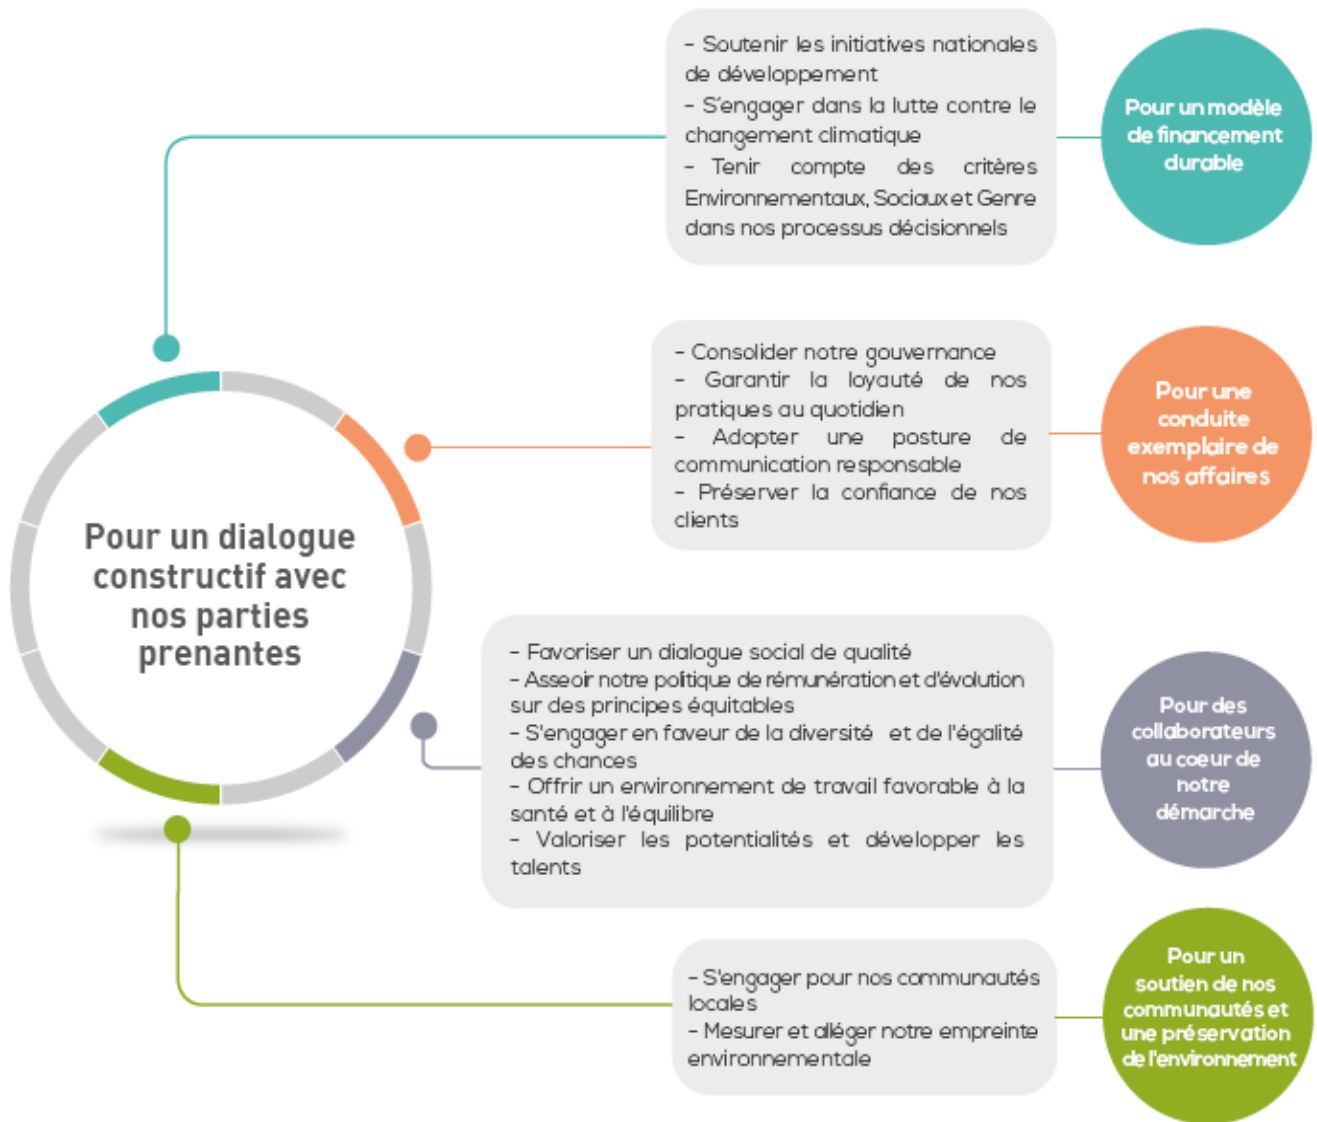 - Soutenir les initiatives nationales
de développement
- S'engager dans la lutte contre le
changement climatique
- Tenir compte des critères
Environnementaux, Sociaux et Genre
dans nos processus décisionnels
Pour un modèle
de financement
durable
- Consolider notre gouvernance
- Garantir la loyauté de nos
pratiques au quotidien
- Adopter une posture de
communication responsable
- Préserver la confiance de nos
clients
Pour une
conduite
exemplaire de
nos affaires
Pour un dialogue
constructif avec
nos parties
prenantes
- Favoriser un dialogue social de qualité
- Asseoir notre politique de rémunération et d'évolution
sur des principes équitables
- S'engager en faveur de la diversité et de l'égalité
des chances
- Offrir un environnement de travail favorable à la
santé et à l'équilibre
- Valoriser les potentialités et développer les
talents
Pour des
collaborateurs
au coeur de
notre
démarche
- S'engager pour nos communautés
locales
- Mesurer et alléger notre empreinte
environnementale
Pour un
soutien de nos
communautés et
une préservation
de l'environnement